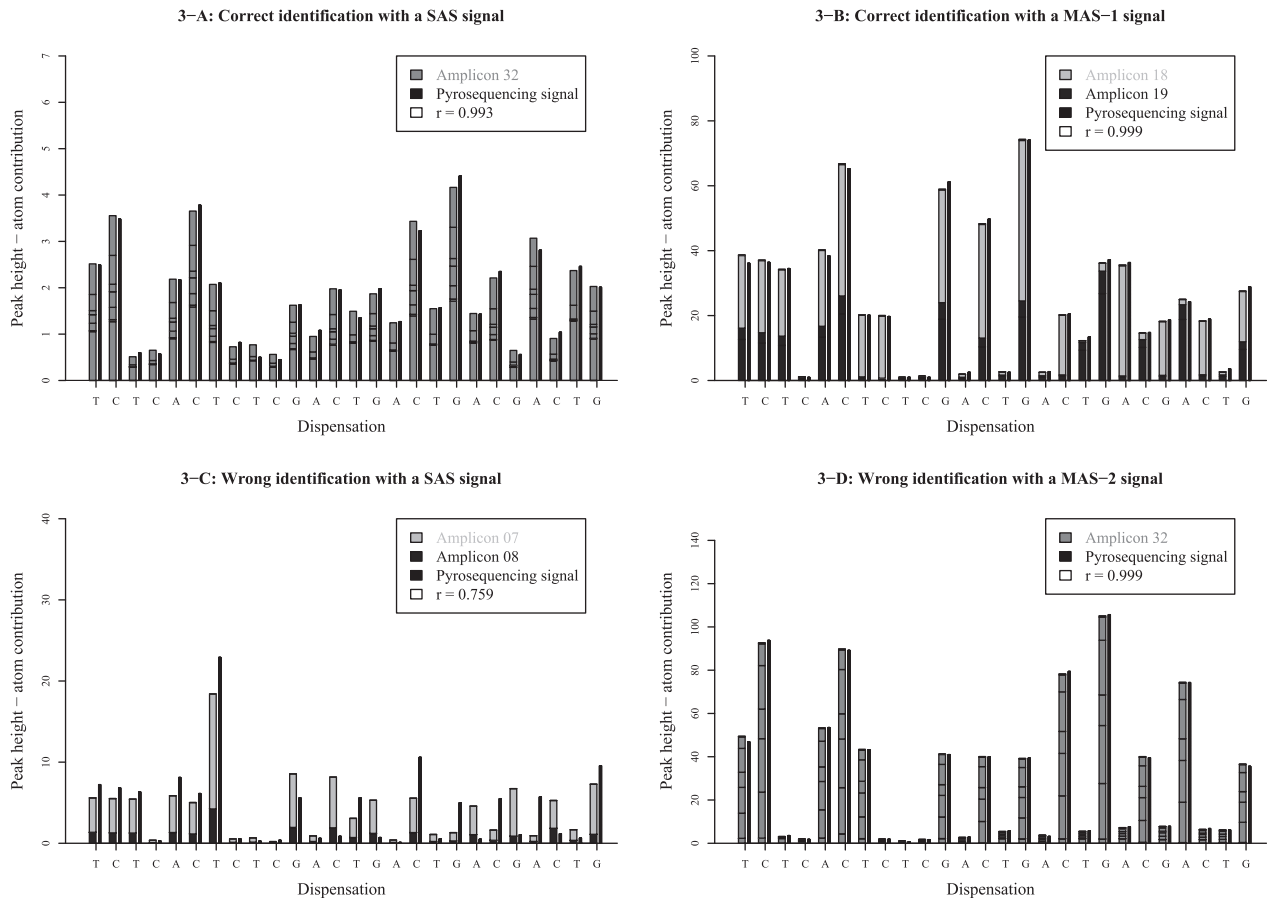 3−A: Correct identification with a SAS signal
Peak height − atom contribution
0 1 2 3 4 5 6 7
Amplicon 32
Pyrosequencing signal
r = 0.993
T C T C A C T C T C G A C T G A C T G A C G A C T G
Dispensation
3−B: Correct identification with a MAS−1 signal
Peak height − atom contribution
0 20 40 60 80 100
Amplicon 18
Amplicon 19
Pyrosequencing signal
r = 0.999
T C T C A C T C T C G A C T G A C T G A C G A C T G
Dispensation
3−C: Wrong identification with a SAS signal
Peak height − atom contribution
0 10 20 30 40
Amplicon 07
Amplicon 08
Pyrosequencing signal
r = 0.759
T C T C A C T C T C G A C T G A C T G A C G A C T G
Dispensation
3−D: Wrong identification with a MAS−2 signal
Peak height − atom contribution
0 20 40 60 80 100 120 140
Amplicon 32
Pyrosequencing signal
r = 0.999
T C T C A C T C T C G A C T G A C T G A C G A C T G
Dispensation